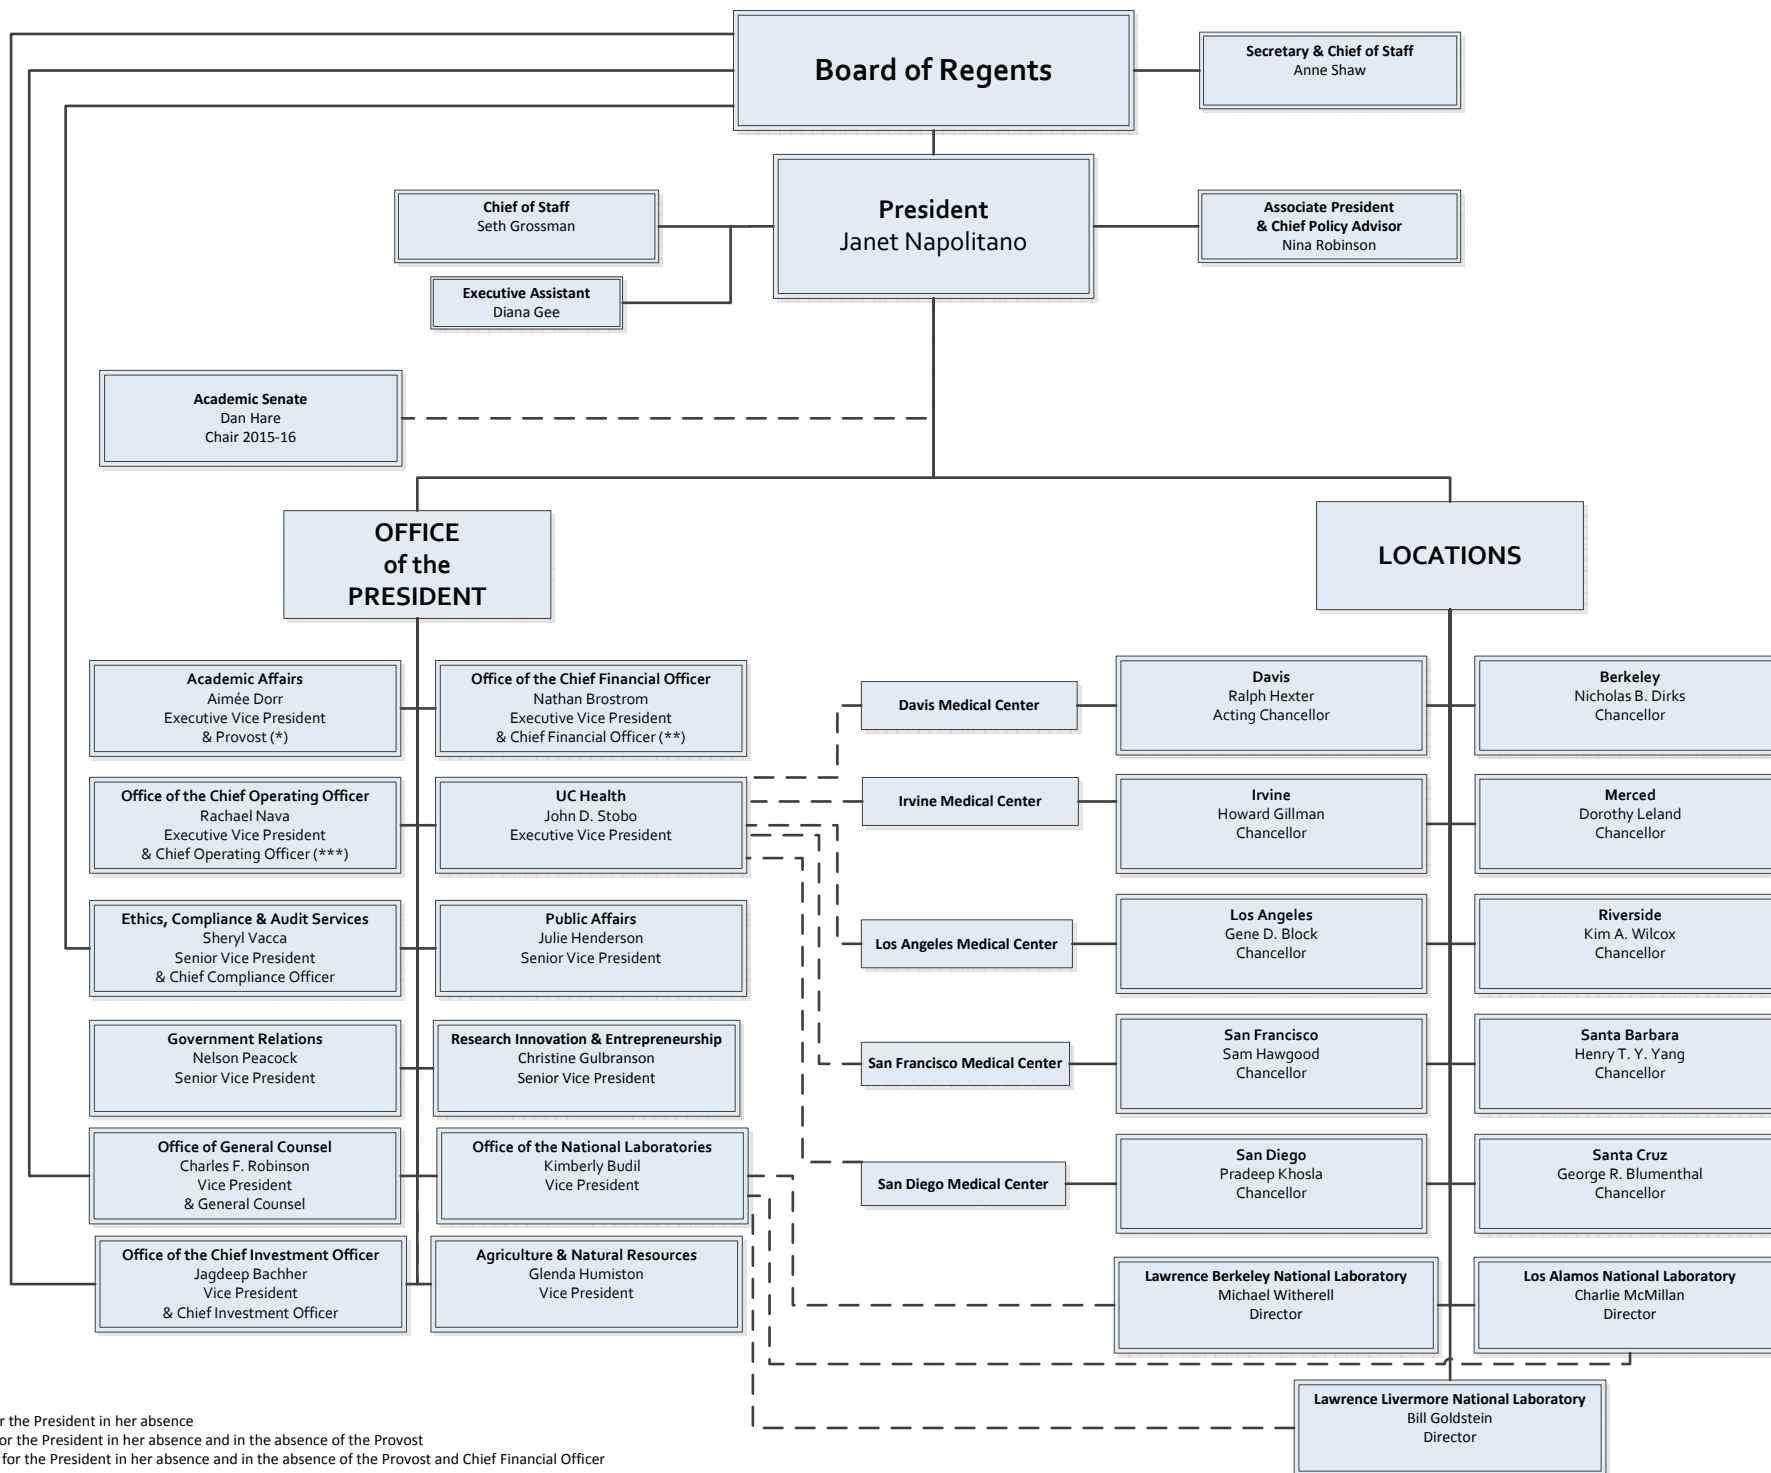 Board of Regents
Secretary & Chief of Staff
Anne Shaw
President
Janet Napolitano
Chief of Staff
Seth Grossman
Associate President
& Chief Policy Advisor
Nina Robinson
Executive Assistant
Diana Gee
Academic Senate
Dan Hare
Chair 2015-16
OFFICE
of the
PRESIDENT
LOCATIONS
Academic Affairs
Aimée Dorr
Executive Vice President
& Provost (*)
Office of the Chief Financial Officer
Nathan Brostrom
Executive Vice President
& Chief Financial Officer (**)
Davis Medical Center
Davis
Ralph Hexter
Acting Chancellor
Berkeley
Nicholas B. Dirks
Chancellor
Office of the Chief Operating Officer
Rachael Nava
Executive Vice President
& Chief Operating Officer (***)
UC Health
John D. Stobo
Executive Vice President
Irvine Medical Center
Irvine
Howard Gillman
Chancellor
Merced
Dorothy Leland
Chancellor
Ethics, Compliance & Audit Services
Sheryl Vacca
Senior Vice President
& Chief Compliance Officer
Public Affairs
Julie Henderson
Senior Vice President
Los Angeles Medical Center
Los Angeles
Gene D. Block
Chancellor
Riverside
Kim A. Wilcox
Chancellor
Government Relations
Nelson Peacock
Senior Vice President
Research Innovation & Entrepreneurship
Christine Gulbranson
Senior Vice President
San Francisco Medical Center
San Francisco
Sam Hawgood
Chancellor
Santa Barbara
Henry T. Y. Yang
Chancellor
Office of General Counsel
Charles F. Robinson
Vice President
& General Counsel
Office of the National Laboratories
Kimberly Budil
Vice President
San Diego Medical Center
San Diego
Pradeep Khosla
Chancellor
Santa Cruz
George R. Blumenthal
Chancellor
Office of the Chief Investment Officer
Jagdeep Bachher
Vice President
& Chief Investment Officer
Agriculture & Natural Resources
Glenda Humiston
Vice President
Lawrence Berkeley National Laboratory
Michael Witherell
Director
Los Alamos National Laboratory
Charlie McMillan
Director
Lawrence Livermore National Laboratory
Bill Goldstein
Director
the President in her absence
or the President in her absence and in the absence of the Provost
for the President in her absence and in the absence of the Provost and Chief Financial Officer